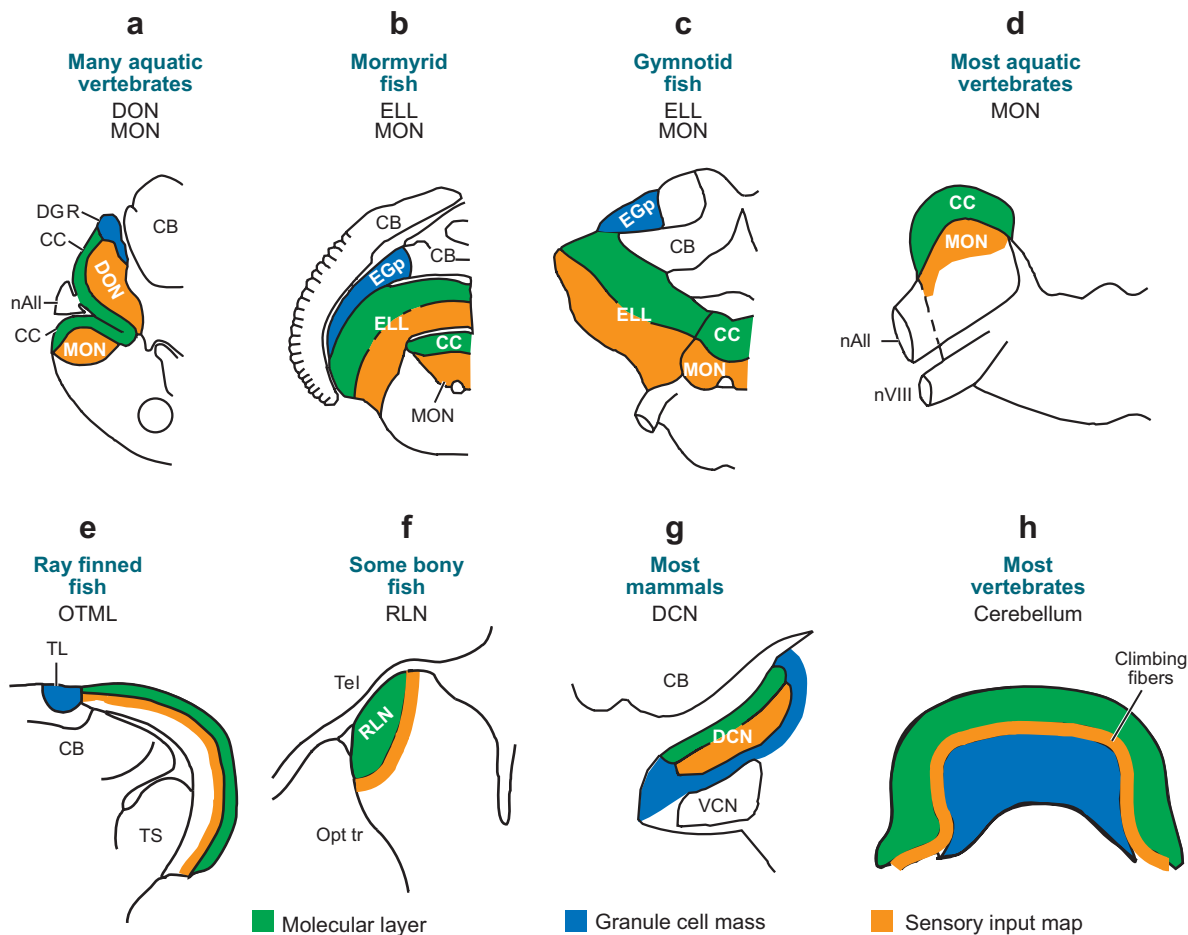 a
Many aquatic
vertebrates
DON
MON
DGR
CC
CB
DON
nAll
CC
MON
b
Mormyrid
fish
ELL
MON
CB
CB
EGp
ELL
CC
MON
c
Gymnotid
fish
ELL
MON
EGp
CB
ELL
CC
MON
d
Most aquatic
vertebrates
MON
CC
MON
nAll
nVIII
e
Ray finned
fish
OTML
TL
CB
TS
f
Some bony
fish
RLN
Tel
RLN
Opt tr
g
Most
mammals
DCN
CB
DCN
VCN
h
Most
vertebrates
Cerebellum
Climbing
fibers
Molecular layer
Granule cell mass
Sensory input map